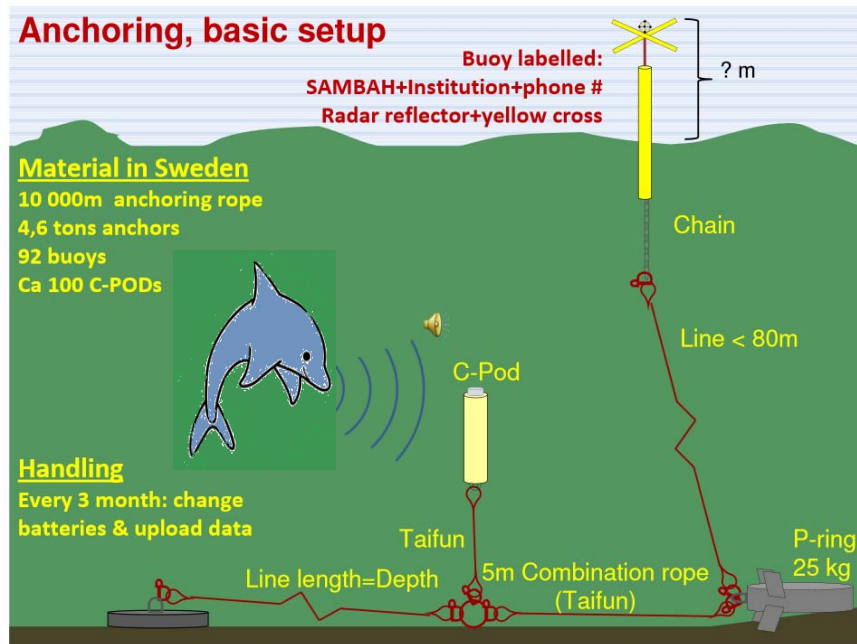 Anchoring, basic setup
Buoy labelled:
SAMBAH+Institution+phone #
Radar reflector+yellow cross
? m
Material in Sweden
10 000m anchoring rope
4,6 tons anchors
92 buoys
Ca 100 C-PODs
Chain
Line < 80m
C-Pod
Handling
Every 3 month: change
batteries & upload data
Taifun
P-ring
25 kg
Line length=Depth
5m Combination rope
(Taifun)